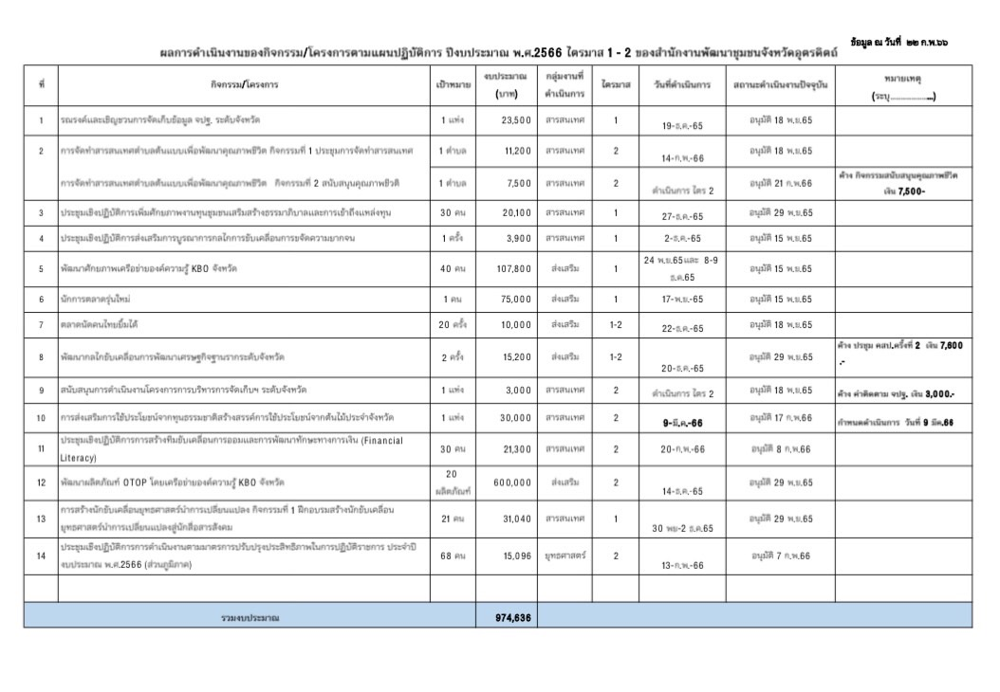 ข้อมูล ณ วันที่ ๒๒ ก.พ.๖๖
ผลการดำเนินงานของกิจกรรม/โครงการตามแผนปฏิบัติการ ปีงบประมาณ พ.ศ.2566 ไตรมาส 1 - 2 ของสำนักงานพัฒนาชุมชนจังหวัดอุตรดิตถ์
ที่ กิจกรรม/โครงการ เป้าหมาย งบประมาณ (บาท) กลุ่มงานที่ดำเนินการ ไตรมาส วันที่ดำเนินการ สถานะดำเนินงานปัจจุบัน หมายเหตุ (ระบุ..................)
1 รณรงค์และเชิญชวนการจัดเก็บข้อมูล จปฐ. ระดับจังหวัด 1 แห่ง 23,500 สารสนเทศ 1 19-ธ.ค.-65 อนุมัติ 18 พ.ย.65
2 การจัดทำสารสนเทศตำบลต้นแบบเพื่อพัฒนาคุณภาพชีวิต กิจกรรมที่ 1 ประชุมการจัดทำสารสนเทศ 1 ตำบล 11,200 สารสนเทศ 2 14-ก.พ.-66 อนุมัติ 18 พ.ย.65
การจัดทำสารสนเทศตำบลต้นแบบเพื่อพัฒนาคุณภาพชีวิต กิจกรรมที่ 2 สนับสนุนคุณภาพชีวติ 1 ตำบล 7,500 สารสนเทศ 2 ดำเนินการ ไตร 2 อนุมัติ 21 ก.พ.66 ค้าง กิจกรรมสนับสนุนคุณภาพชีวิต
เงิน 7,500-
3 ประชุมเชิงปฏิบัติการเพิ่มศักยภาพงานทุนชุมชนเสริมสร้างธรรมาภิบาลและการเข้าถึงแหล่งทุน 30 คน 20,100 สารสนเทศ 1 27-ธ.ค.-65 อนุมัติ 29 พ.ย.65
4 ประชุมเชิงปฏิบัติการส่งเสริมการบูรณาการกลไกการขับเคลื่อนการขจัดความยากจน 1 ครั้ง 3,900 สารสนเทศ 1 2-ธ.ค.-65 อนุมัติ 15 พ.ย.65
5 พัฒนาศักยภาพเครือข่ายองค์ความรู้ KBO จังหวัด 40 คน 107,800 ส่งเสริม 1 24 พ.ย.65และ 8-9 ธ.ค.65 อนุมัติ 15 พ.ย.65
6 นักการตลาดรุ่นใหม่ 1 คน 75,000 ส่งเสริม 1 17-พ.ย.-65 อนุมัติ 15 พ.ย.65
7 ตลาดนัดคนไทยยิ้มได้ 20 ครั้ง 10,000 ส่งเสริม 1-2 22-ธ.ค.-65 อนุมัติ 18 พ.ย.65
8 พัฒนากลไกขับเคลื่อนการพัฒนาเศรษฐกิจฐานรากระดับจังหวัด 2 ครั้ง 15,200 ส่งเสริม 1-2 20-ธ.ค.-65 อนุมัติ 29 พ.ย.65 ค้าง ประชุม คสป.ครั้งที่ 2 เงิน 7,600
.-
9 สนับสนุนการดำเนินงานโครงการการบริหารการจัดเก็บฯ ระดับจังหวัด 1 แห่ง 3,000 สารสนเทศ 2 ดำเนินการ ไตร 2 อนุมัติ 18 พ.ย.65 ค้าง ค่าติดตาม จปฐ. เงิน 3,000.-
10 การส่งเสริมการใช้ประโยชน์จากทุนธรรมชาติสร้างสรรค์การใช้ประโยชน์จากต้นไม้ประจำจังหวัด 1 แห่ง 30,000 สารสนเทศ 2 9-มี.ค.-66 อนุมัติ 17 ก.พ.66 กำหนดดำเนินการ วันที่ 9 มีค.66
11 ประชุมเชิงปฏิบัติการการสร้างทีมขับเคลื่อนการออมและการพัฒนาทักษะทางการเงิน (Financial
Literacy) 30 คน 21,300 สารสนเทศ 2 20-ก.พ.-66 อนุมัติ 8 ก.พ.66
12 พัฒนาผลิตภัณฑ์ OTOP โดยเครือข่ายองค์ความรู้ KBO จังหวัด 20 ผลิตภัณฑ์ 600,000 ส่งเสริม 2 14-ธ.ค.-65 อนุมัติ 29 พ.ย.65
13 การสร้างนักขับเคลื่อนยุทธศาสตร์นำการเปลี่ยนแปลง กิจกรรมที่ 1 ฝึกอบรมสร้างนักขับเคลื่อน
ยุทธศาสตร์นำการเปลี่ยนแปลงสู่นักสื่อสารสังคม 21 คน 31,040 สารสนเทศ 1 30 พย-2 ธ.ค.65 อนุมัติ 29 พ.ย.65
14 ประชุมเชิงปฏิบัติการการดำเนินงานตามมาตรการปรับปรุงประสิทธิภาพในการปฏิบัติราชการ ประจำปี
งบประมาณ พ.ศ.2566 (ส่วนภูมิภาค) 68 คน 15,096 ยุทธศาสตร์ 2 13-ก.พ.-66 อนุมัติ 7 ก.พ.66
รวมงบประมาณ 974,636